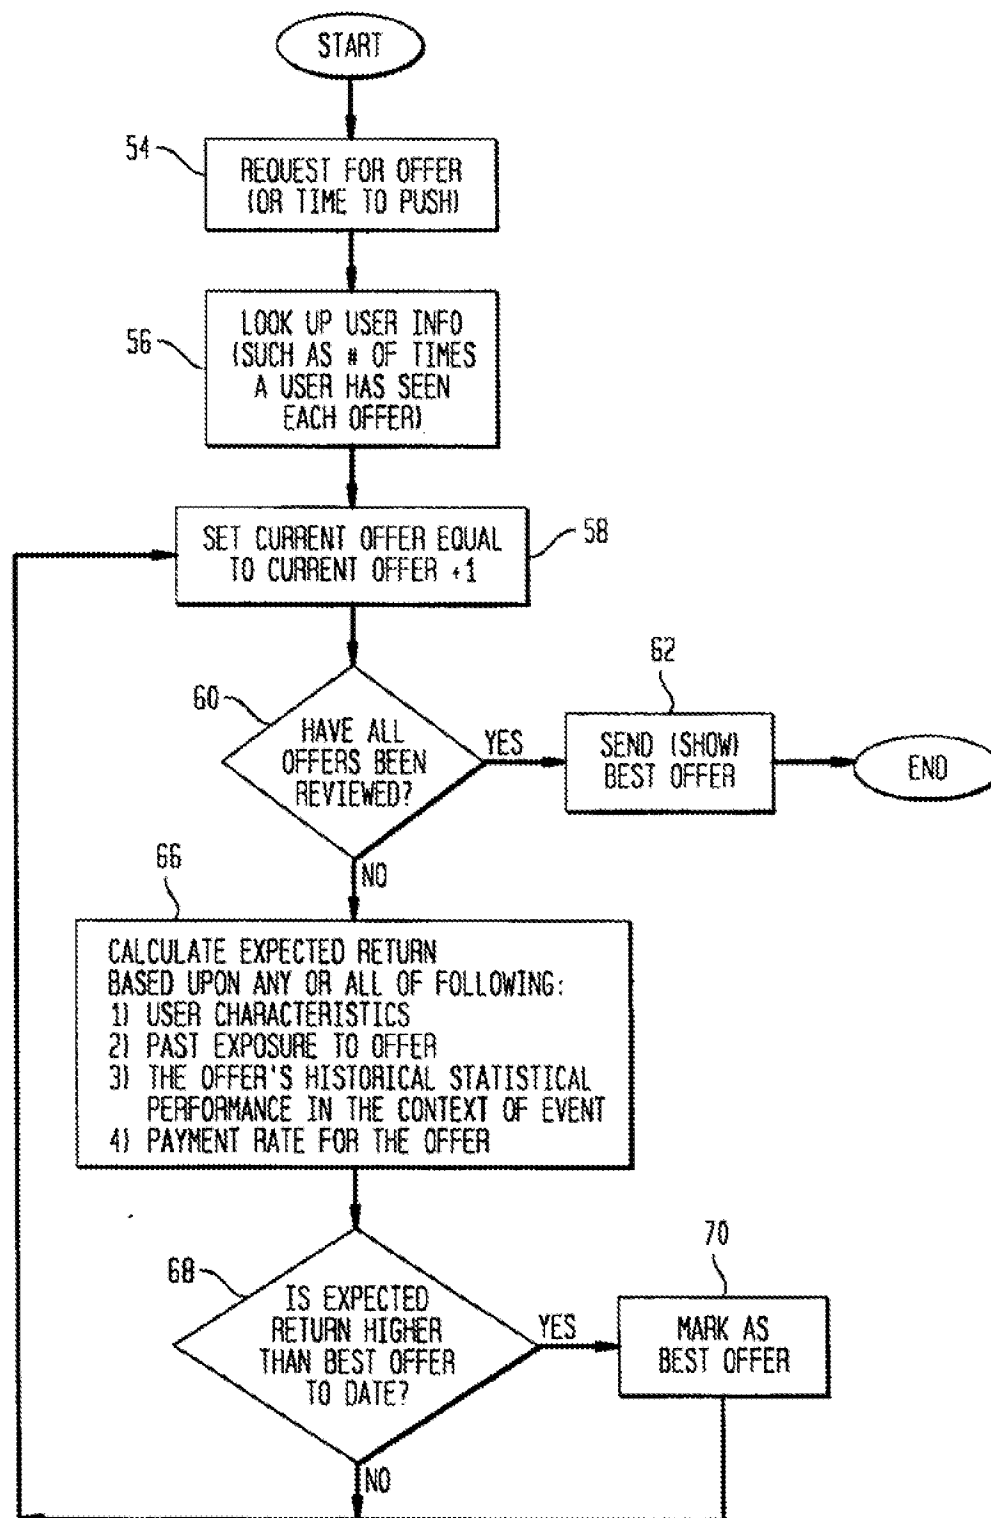 START
54
REQUEST FOR OFFER
(OR TIME TO PUSH)
56
LOOK UP USER INFO
(SUCH AS # OF TIMES
A USER HAS SEEN
EACH OFFER)
58
SET CURRENT OFFER EQUAL
TO CURRENT OFFER +1
60
HAVE ALL
OFFERS BEEN
REVIEWED?
YES
62
SEND (SHOW)
BEST OFFER
END
NO
66
CALCULATE EXPECTED RETURN
BASED UPON ANY OR ALL OF FOLLOWING:
1) USER CHARACTERISTICS
2) PAST EXPOSURE TO OFFER
3) THE OFFER'S HISTORICAL STATISTICAL
PERFORMANCE IN THE CONTEXT OF EVENT
4) PAYMENT RATE FOR THE OFFER
68
IS EXPECTED
RETURN HIGHER
THAN BEST OFFER
TO DATE?
YES
70
MARK AS
BEST OFFER
NO